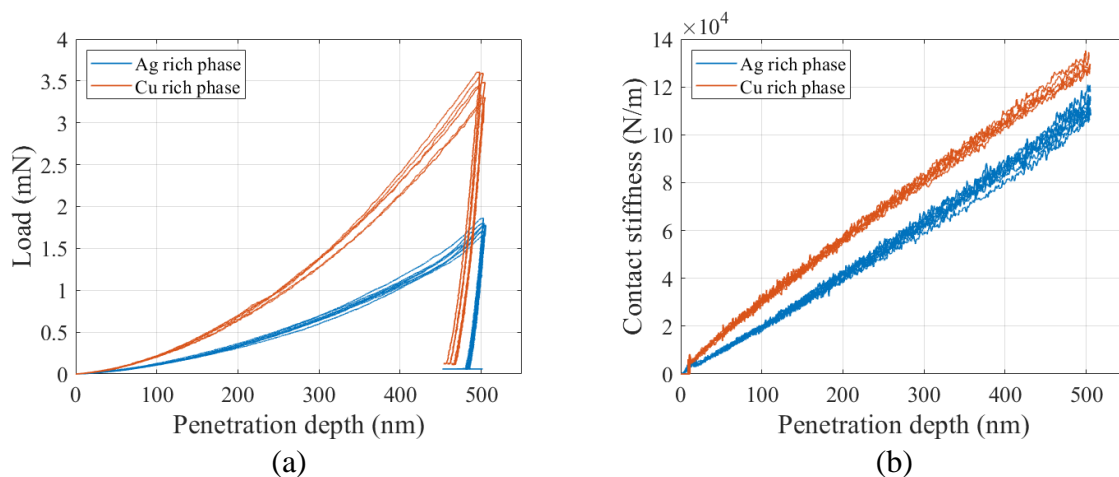 Ag rich phase
Cu rich phase
4
3.5
3
2.5
2
1.5
1
0.5
0
0 100 200 300 400 500
Load (mN)
Penetration depth (nm)
(a)
×10⁴
Ag rich phase
Cu rich phase
14
12
10
8
6
4
2
0
0 100 200 300 400 500
Contact stiffness (N/m)
Penetration depth (nm)
(b)